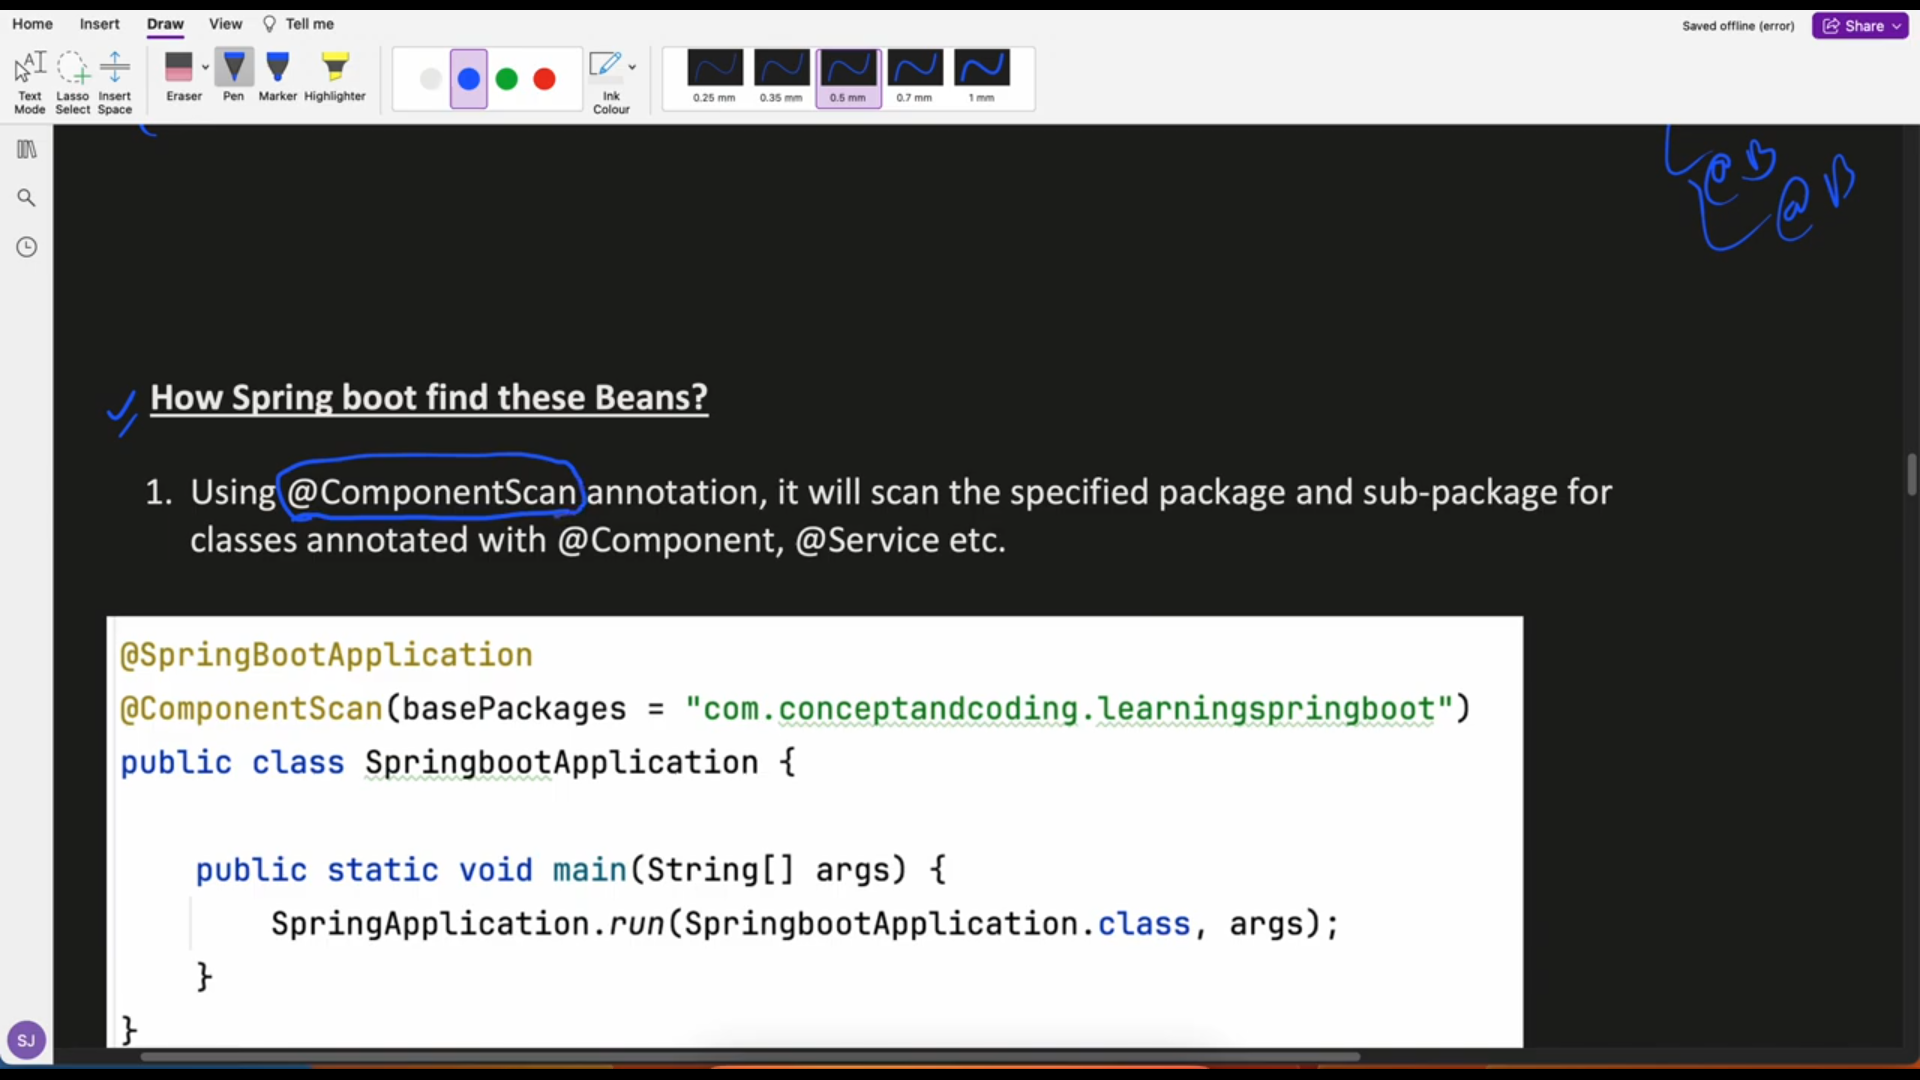 Home Insert Draw View Tell me
Saved offline (error) Share
Text Mode
Lasso Select
Insert Space
Eraser
Pen
Marker
Highlighter
Ink Colour
0.25 mm 0.35 mm 0.5 mm 0.7 mm 1 mm
@ B
@ B
How Spring boot find these Beans?
1. Using @ComponentScan annotation, it will scan the specified package and sub-package for
classes annotated with @Component, @Service etc.
@SpringBootApplication
@ComponentScan(basePackages = "com.conceptandcoding.learningspringboot")
public class SpringbootApplication {
public static void main(String[] args) {
SpringApplication.run(SpringbootApplication.class, args);
}
}
SJ